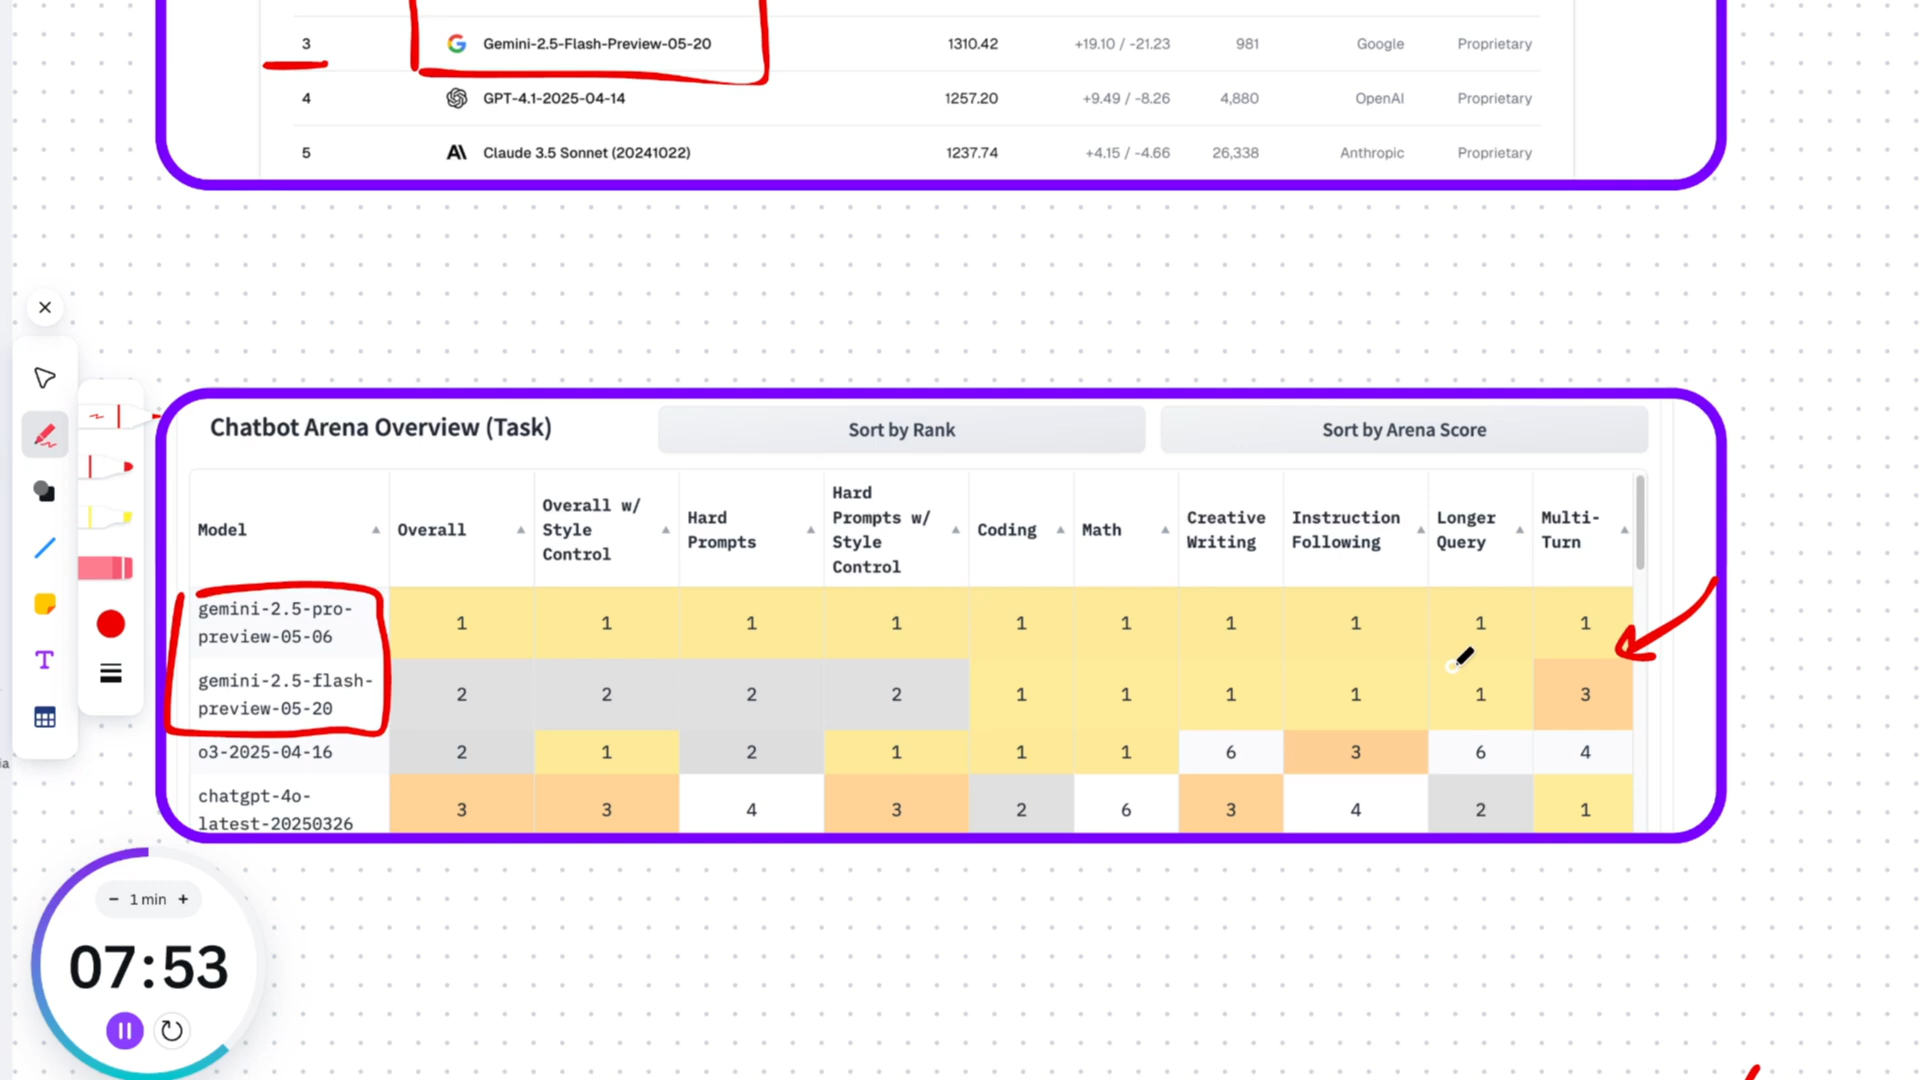 3 Gemini-2.5-Flash-Preview-05-20 1310.42 +19.10 / -21.23 981 Google Proprietary
4 GPT-4.1-2025-04-14 1257.20 +9.49 / -8.26 4,880 OpenAI Proprietary
5 Claude 3.5 Sonnet (20241022) 1237.74 +4.15 / -4.66 26,338 Anthropic Proprietary
Chatbot Arena Overview (Task) Sort by Rank Sort by Arena Score
Model Overall Overall w/ Style Control Hard Prompts Hard Prompts w/ Style Control Coding Math Creative Writing Instruction Following Longer Query Multi-Turn
gemini-2.5-pro-preview-05-06 1 1 1 1 1 1 1 1 1 1
gemini-2.5-flash-preview-05-20 2 2 2 2 1 1 1 1 1 3
o3-2025-04-16 2 1 2 1 1 1 6 3 6 4
chatgpt-4o-latest-20250326 3 3 4 3 2 6 3 4 2 1
T
ia
− 1 min +
07:53